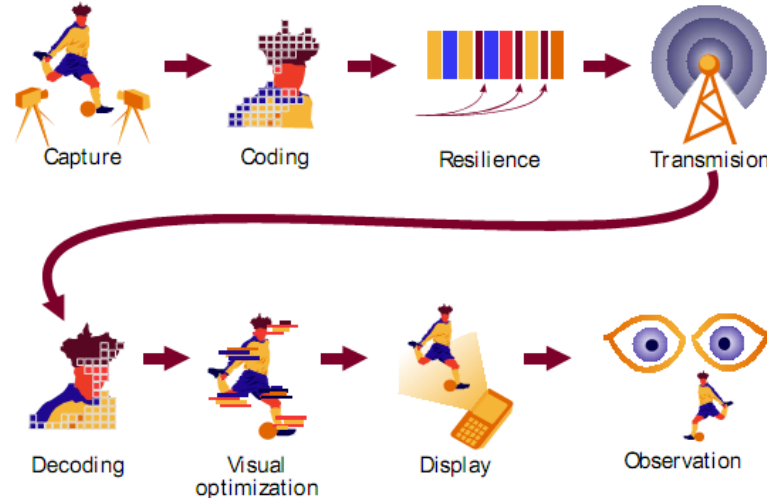 Capture
Coding
Resilience
Transmision
Decoding
Visual
optimization
Display
Observation